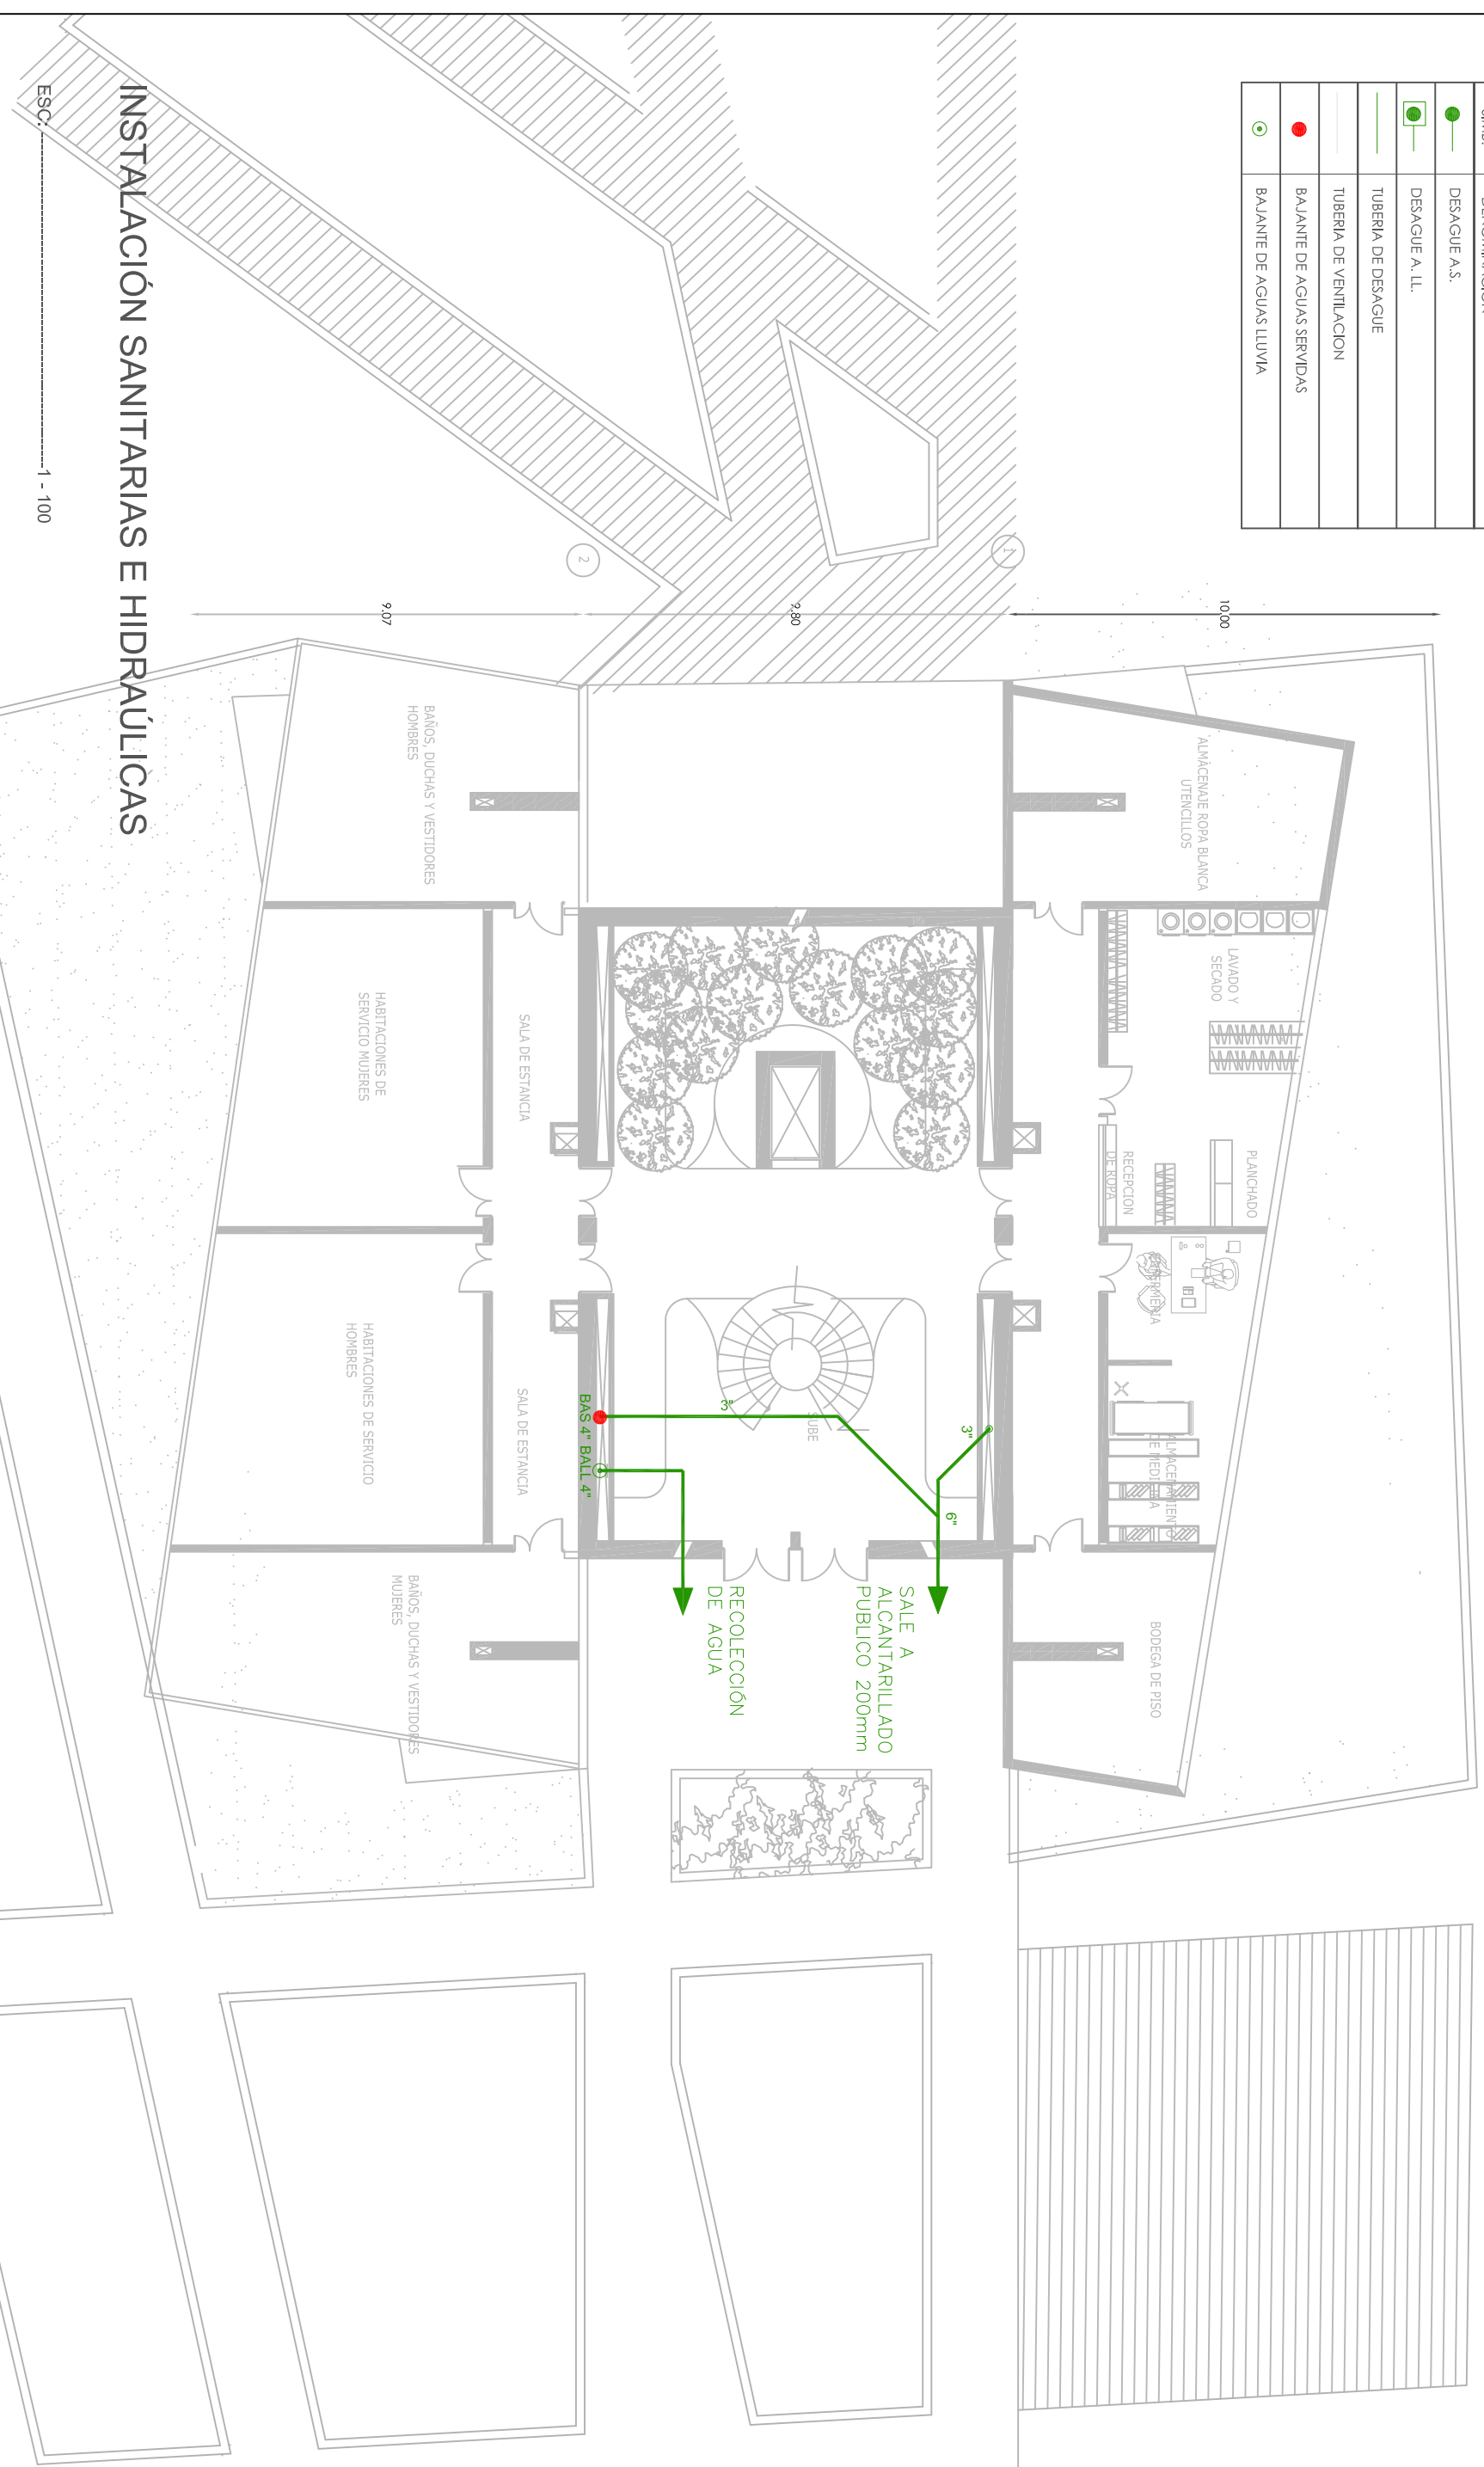 DESAGUE A.S.
DESAGUE A. LL.
TUBERIA DE DESAGUE
TUBERIA DE VENTILACION
BAJANTE DE AGUAS SERVIDAS
BAJANTE DE AGUAS LLUVIA
10.00
9.80
9.07
1
2
ALMACENAJE ROPA BLANCA
UTENCILLOS
LAVADO Y
SECADO
PLANCHADO
RECEPCION
DE ROPA
BODEGA DE PISO
SUBE
3"
3"
6"
BAS 4" BALL 4"
SALE A
ALCANTARILLADO
PUBLICO 200mm
RECOLECCIÓN
DE AGUA
BAÑOS, DUCHAS Y VESTIDORES
HOMBRES
SALA DE ESTANCIA
SALA DE ESTANCIA
HABITACIONES DE
SERVICIO MUJERES
HABITACIONES DE SERVICIO
HOMBRES
BAÑOS, DUCHAS Y VESTIDORES
MUJERES
INSTALACIÓN SANITARIAS E HIDRAÚLICAS
ESC: ------------------------------------1 - 100